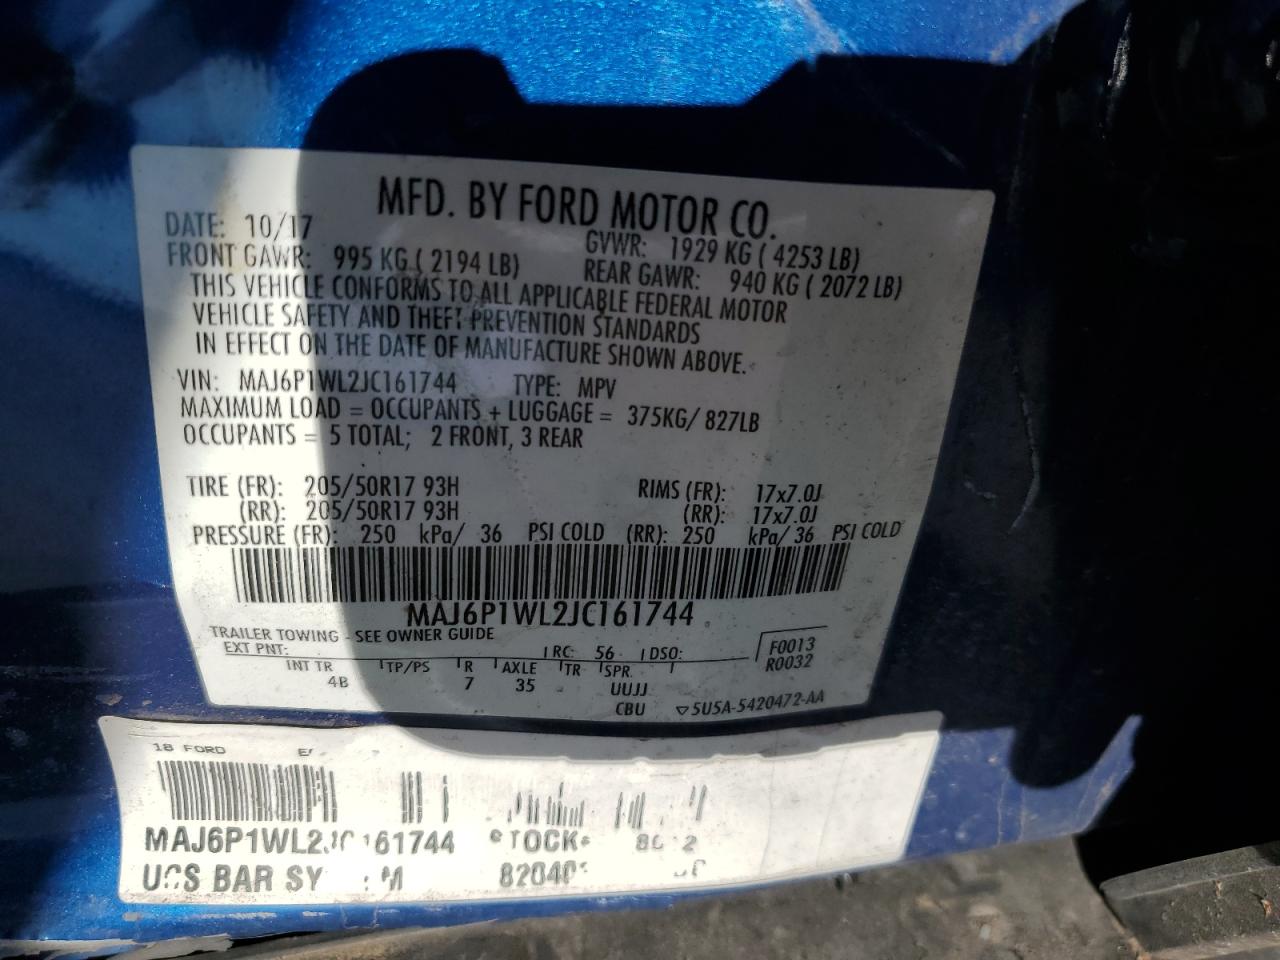 MFD. BY FORD MOTOR CO.
DATE: 10/17 GVWR: 1929 KG ( 4253 LB)
FRONT GAWR: 995 KG ( 2194 LB) REAR GAWR: 940 KG ( 2072 LB)
THIS VEHICLE CONFORMS TO ALL APPLICABLE FEDERAL MOTOR
VEHICLE SAFETY AND THEFT PREVENTION STANDARDS
IN EFFECT ON THE DATE OF MANUFACTURE SHOWN ABOVE.
VIN: MAJ6P1WL2JC161744 TYPE: MPV
MAXIMUM LOAD = OCCUPANTS + LUGGAGE = 375KG/ 827LB
OCCUPANTS = 5 TOTAL; 2 FRONT, 3 REAR
TIRE (FR): 205/50R17 93H RIMS (FR): 17x7.0J
(RR): 205/50R17 93H (RR): 17x7.0J
PRESSURE (FR): 250 kPa/ 36 PSI COLD (RR): 250 kPa/ 36 PSI COLD
MAJ6P1WL2JC161744
TRAILER TOWING - SEE OWNER GUIDE
EXT PNT: RC: 56 DSO: F0013
R0032
INT TR TP/PS R AXLE TR SPR
4B 7 35 UUJJ
CBU 5U5A-5420472-AA
18 FORD
MAJ6P1WL2JC161744 STOCK#
BAR